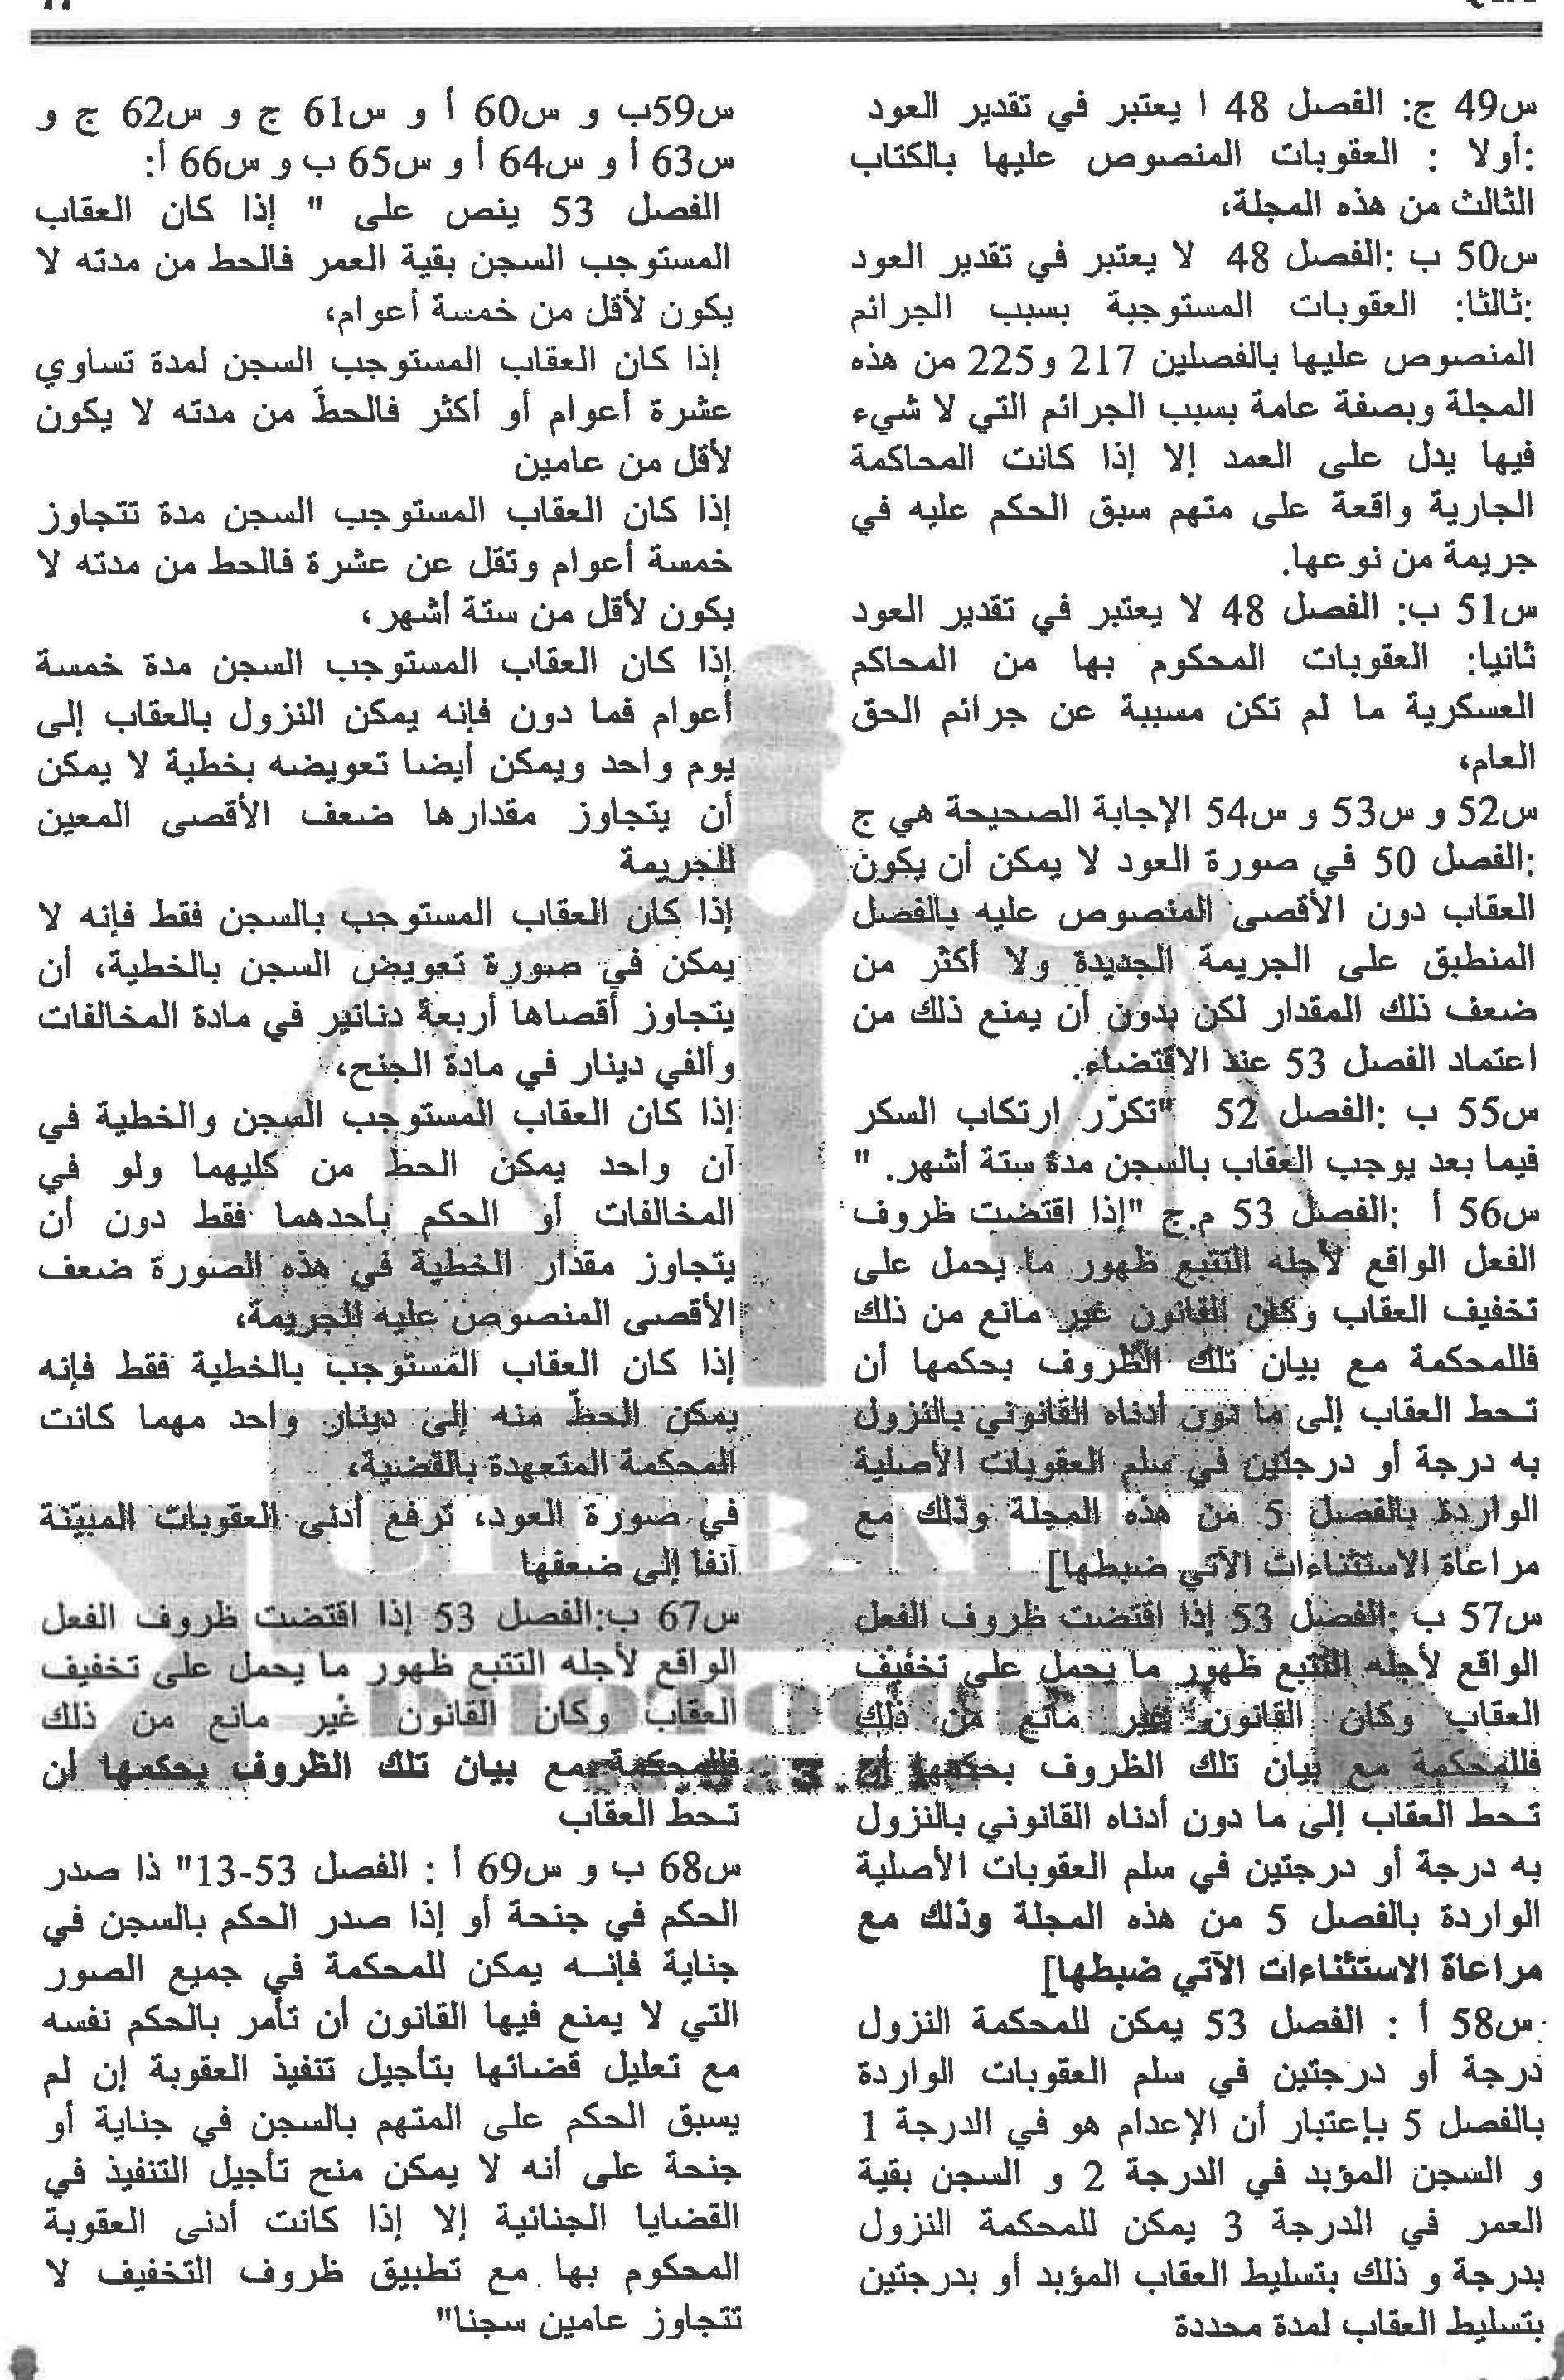 س49 ج: الفصل 48 ا يعتبر في تقدير العود
:أولا : العقوبات المنصوص عليها بالكتاب
الثالث من هذه المجلة،
س50 ب :الفصل 48 لا يعتبر في تقدير العود
:ثالثا: العقوبات المستوجبة بسبب الجرائم
المنصوص عليها بالفصلين 217 و225 من هذه
المجلة وبصفة عامة بسبب الجرائم التي لا شيء
فيها يدل على العمد إلا إذا كانت المحاكمة
الجارية واقعة على متهم سبق الحكم عليه في
جريمة من نوعها.
س51 ب: الفصل 48 لا يعتبر في تقدير العود
ثانيا: العقوبات المحكوم بها من المحاكم
العسكرية ما لم تكن مسببة عن جرائم الحق
العام،
س52 و س53 و س54 الإجابة الصحيحة هي ج
:الفصل 50 في صورة العود لا يمكن أن يكون
العقاب دون الأقصى المنصوص عليه بالفصل
المنطبق على الجريمة الجديدة ولا أكثر من
ضعف ذلك المقدار لكن بدون أن يمنع ذلك من
اعتماد الفصل 53 عند الاقتضاء.
س55 ب :الفصل 52 "تكرّر ارتكاب السكر
فيما بعد يوجب العقاب بالسجن مدة ستة أشهر. "
س56 أ :الفصل 53 م.ج "إذا اقتضت ظروف
الفعل الواقع لأجله التتبع ظهور ما يحمل على
تخفيف العقاب وكان القانون غير مانع من ذلك
فللمحكمة مع بيان تلك الظروف بحكمها أن
تـحط العقاب إلى ما دون أدناه القانوني بالنزول
به درجة أو درجتين في سلم العقوبات الأصلية
الواردة بالفصل 5 من هذه المجلة وذلك مع
مراعاة الاستثناءات الآتي ضبطها]
س57 ب :الفصل 53 إذا اقتضت ظروف الفعل
الواقع لأجله التتبع ظهور ما يحمل على تخفيف
العقاب وكان القانون غير مانع من ذلك
فللمحكمة مع بيان تلك الظروف بحكمها أن
تـحط العقاب إلى ما دون أدناه القانوني بالنزول
به درجة أو درجتين في سلم العقوبات الأصلية
الواردة بالفصل 5 من هذه المجلة وذلك مع
مراعاة الاستثناءات الآتي ضبطها]
س58 أ : الفصل 53 يمكن للمحكمة النزول
درجة أو درجتين في سلم العقوبات الواردة
بالفصل 5 بإعتبار أن الإعدام هو في الدرجة 1
و السجن المؤبد في الدرجة 2 و السجن بقية
العمر في الدرجة 3 يمكن للمحكمة النزول
بدرجة و ذلك بتسليط العقاب المؤبد أو بدرجتين
بتسليط العقاب لمدة محددة
س59ب و س60 أ و س61 ج و س62 ج و
س63 أ و س64 أ و س65 ب و س66 أ:
الفصل 53 ينص على " إذا كان العقاب
المستوجب السجن بقية العمر فالحط من مدته لا
يكون لأقل من خمسة أعوام،
إذا كان العقاب المستوجب السجن لمدة تساوي
عشرة أعوام أو أكثر فالحطّ من مدته لا يكون
لأقل من عامين
إذا كان العقاب المستوجب السجن مدة تتجاوز
خمسة أعوام وتقل عن عشرة فالحط من مدته لا
يكون لأقل من ستة أشهر،
إذا كان العقاب المستوجب السجن مدة خمسة
أعوام فما دون فإنه يمكن النزول بالعقاب إلى
يوم واحد ويمكن أيضا تعويضه بخطية لا يمكن
أن يتجاوز مقدارها ضعف الأقصى المعين
للجريمة
إذا كان العقاب المستوجب بالسجن فقط فإنه لا
يمكن في صورة تعويض السجن بالخطية، أن
يتجاوز أقصاها أربعة دنانير في مادة المخالفات
وألفي دينار في مادة الجنح،
إذا كان العقاب المستوجب السجن والخطية في
آن واحد يمكن الحط من كليهما ولو في
المخالفات أو الحكم بأحدهما فقط دون أن
يتجاوز مقدار الخطية في هذه الصورة ضعف
الأقصى المنصوص عليه للجريمة،
إذا كان العقاب المستوجب بالخطية فقط فإنه
يمكن الحطّ منه إلى دينار واحد مهما كانت
المحكمة المتعهدة بالقضية،
في صورة العود، ترفع أدنى العقوبات المبيّنة
آنفا إلى ضعفها
س67 ب:الفصل 53 إذا اقتضت ظروف الفعل
الواقع لأجله التتبع ظهور ما يحمل على تخفيف
العقاب وكان القانون غير مانع من ذلك
فللمحكمة مع بيان تلك الظروف بحكمها أن
تـحط العقاب
س68 ب و س69 أ : الفصل 53-13" ذا صدر
الحكم في جنحة أو إذا صدر الحكم بالسجن في
جناية فإنـه يمكن للمحكمة في جميع الصور
التي لا يمنع فيها القانون أن تأمر بالحكم نفسه
مع تعليل قضائها بتأجيل تنفيذ العقوبة إن لم
يسبق الحكم على المتهم بالسجن في جناية أو
جنحة على أنه لا يمكن منح تأجيل التنفيذ في
القضايا الجنائية إلا إذا كانت أدنى العقوبة
المحكوم بها مع تطبيق ظروف التخفيف لا
تتجاوز عامين سجنا"